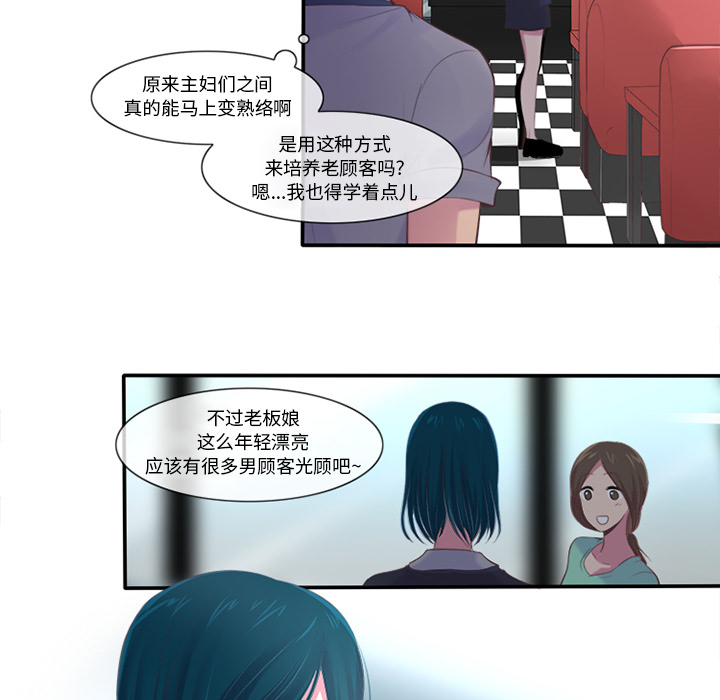 原来主妇们之间
真的能马上变熟络啊
是用这种方式
来培养老顾客吗?
嗯...我也得学着点儿
不过老板娘
这么年轻漂亮
应该有很多男顾客光顾吧~